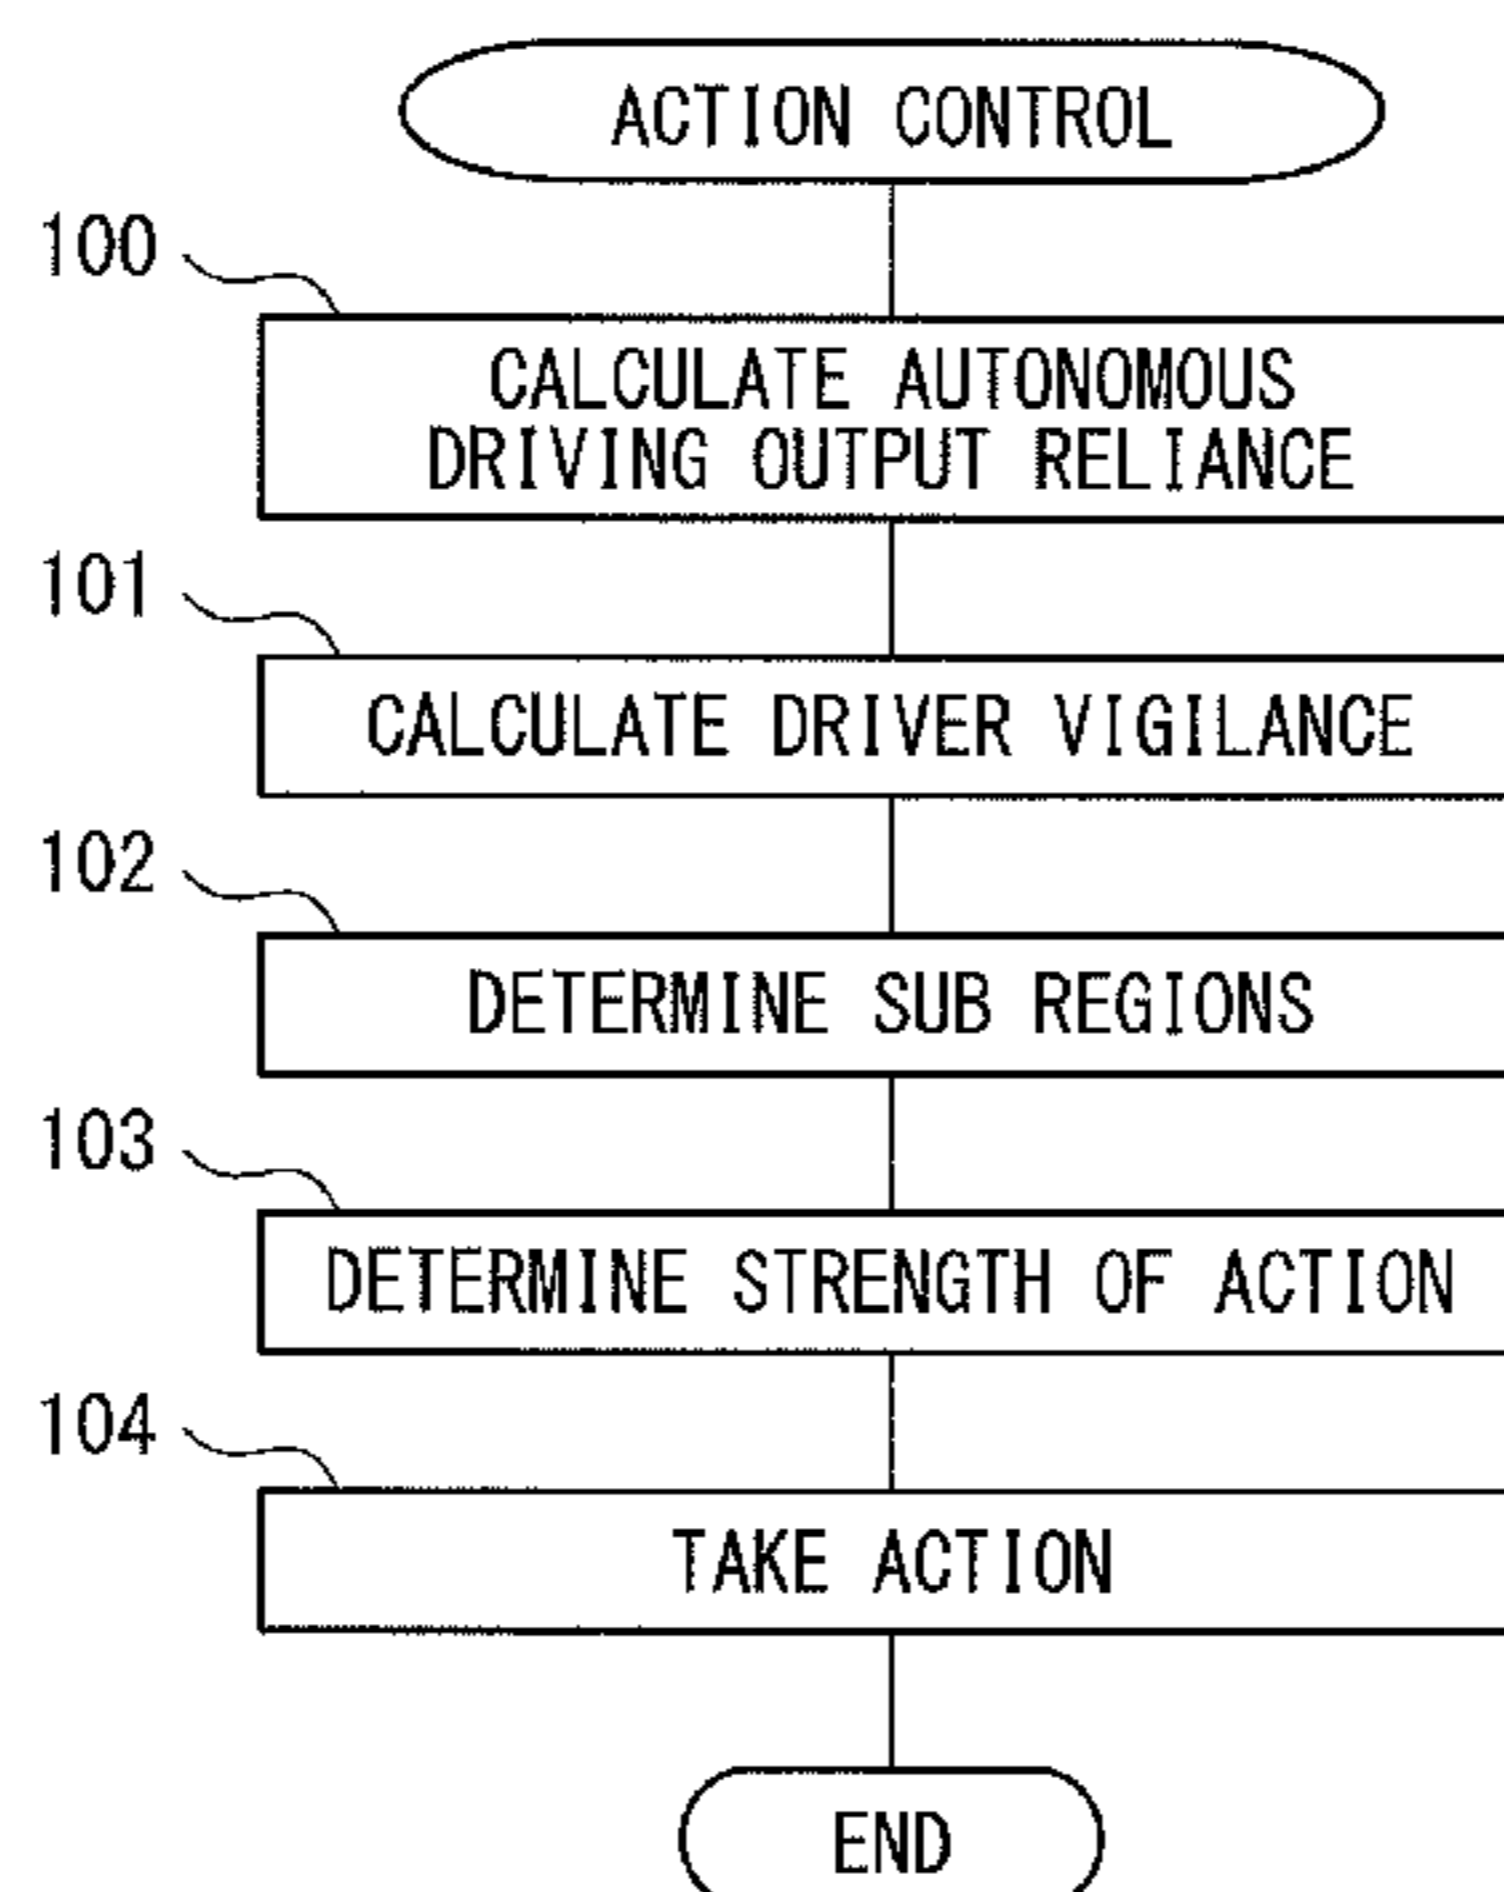 ACTION CONTROL
100
CALCULATE AUTONOMOUS
DRIVING OUTPUT RELIANCE
101
CALCULATE DRIVER VIGILANCE
102
DETERMINE SUB REGIONS
103
DETERMINE STRENGTH OF ACTION
104
TAKE ACTION
END